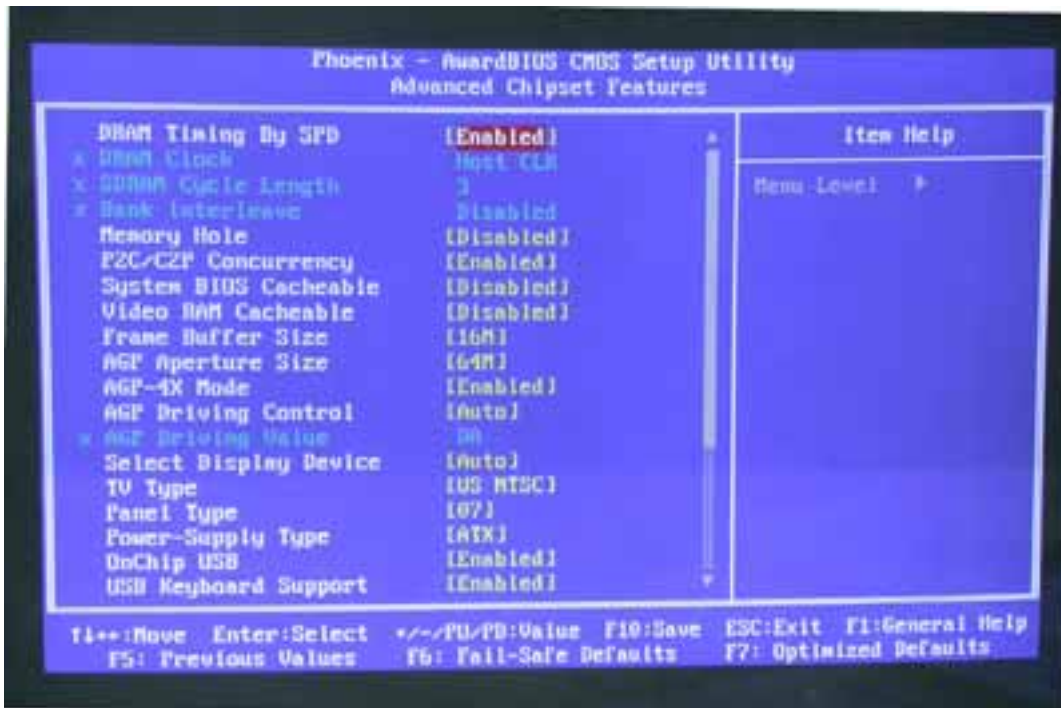 Phoenix - AwardBIOS CMOS Setup Utility
Advanced Chipset Features
DRAM Timing By SPD [Enabled]
x DRAM Clock Host CLK
x SDRAM Cycle Length 3
x Bank Interleave Disabled
Memory Hole [Disabled]
P2C/C2P Concurrency [Enabled]
System BIOS Cacheable [Disabled]
Video RAM Cacheable [Disabled]
Frame Buffer Size [16M]
AGP Aperture Size [64M]
AGP-4X Mode [Enabled]
AGP Driving Control [Auto]
x AGP Driving Value DA
Select Display Device [Auto]
TV Type [US NTSC]
Panel Type [07]
Power-Supply Type [ATX]
OnChip USB [Enabled]
USB Keyboard Support [Enabled]
Item Help
Menu Level ▶
↑↓→←:Move Enter:Select +/-/PU/PD:Value F10:Save ESC:Exit F1:General Help
F5: Previous Values F6: Fail-Safe Defaults F7: Optimized Defaults